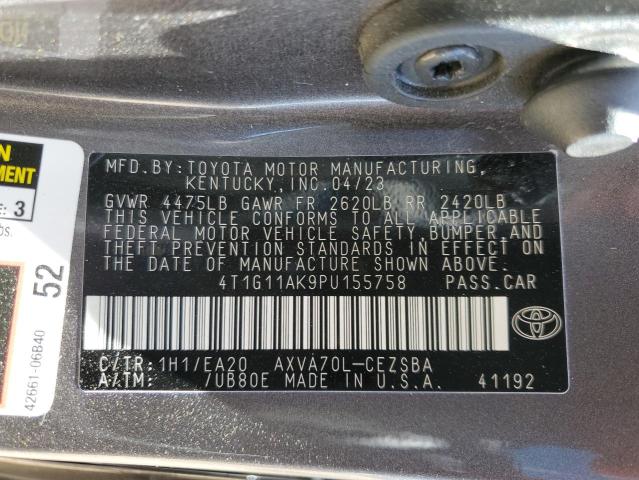 MFD.BY: TOYOTA MOTOR MANUFACTURING,
KENTUCKY, INC. 04/23
GVWR 4475LB GAWR FR 2620LB RR 2420LB
THIS VEHICLE CONFORMS TO ALL APPLICABLE
FEDERAL MOTOR VEHICLE SAFETY, BUMPER, AND
THEFT PREVENTION STANDARDS IN EFFECT ON
THE DATE OF MANUFACTURE SHOWN ABOVE.
4T1G11AK9PU155758 PASS.CAR
C/TR: 1H1/EA20 AXVA70L-CEZSBA
A/TM: /UB80E MADE IN U.S.A. 41192
: 3
52
42661-06B40